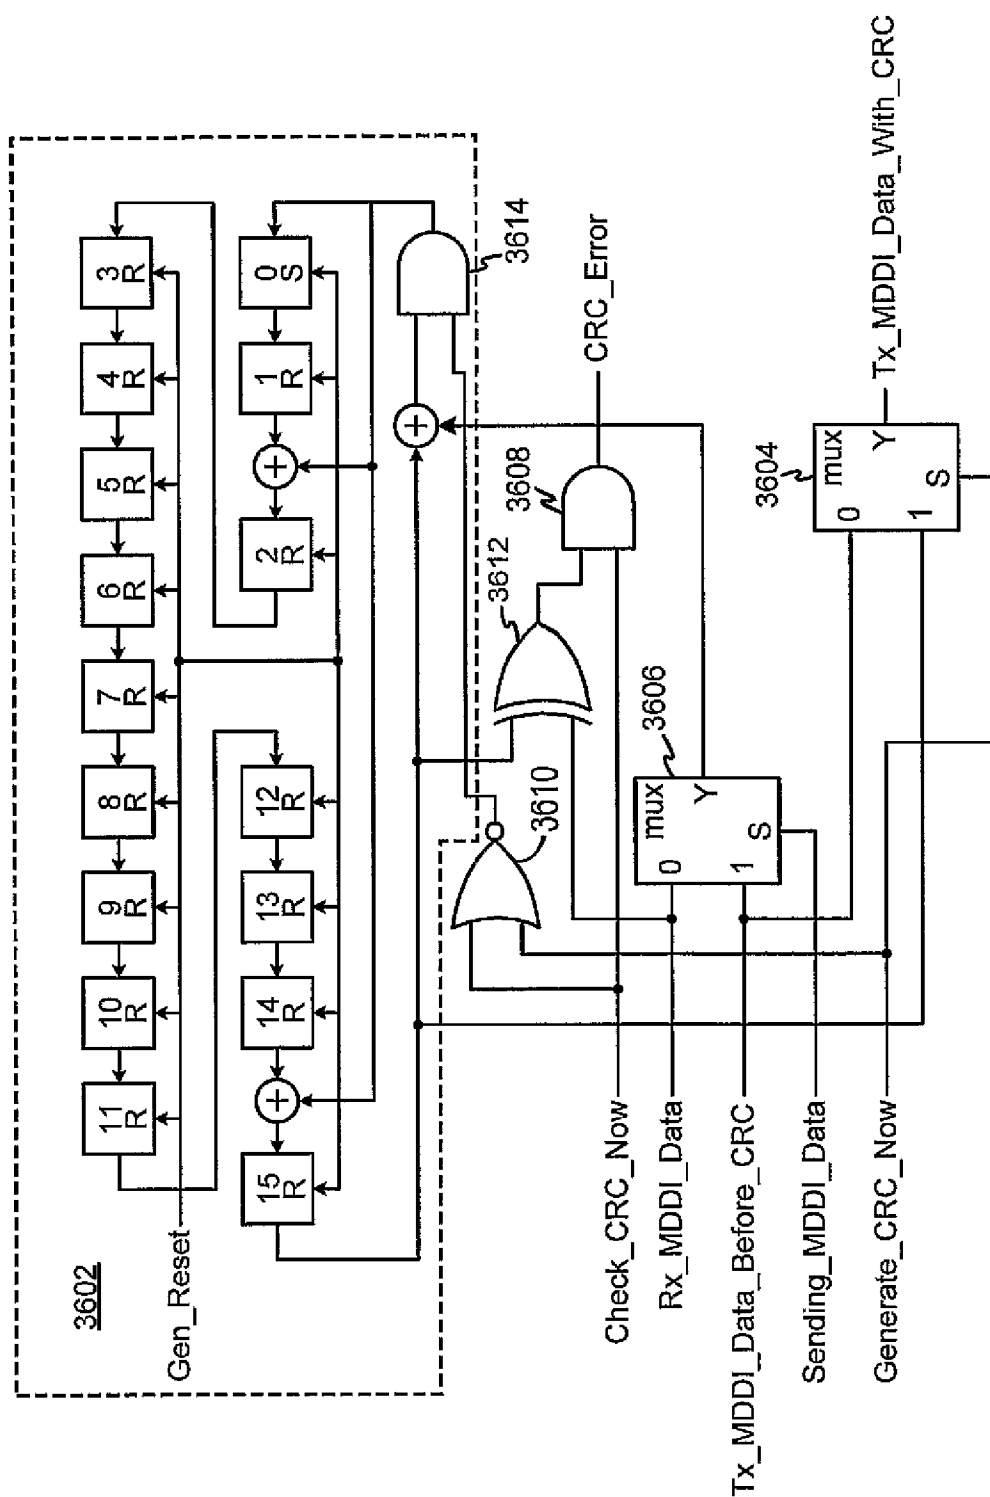 3602
Gen_Reset
11 R
10 R
9 R
8 R
7 R
6 R
5 R
4 R
3 R
15 R
14 R
13 R
12 R
2 R
1 R
0 S
3614
3610
3612
3608
CRC_Error
3606
mux
0
1
Y
S
3604
mux
0
1
Y
S
Tx_MDDI_Data_With_CRC
Check_CRC_Now
Rx_MDDI_Data
Tx_MDDI_Data_Before_CRC
Sending_MDDI_Data
Generate_CRC_Now